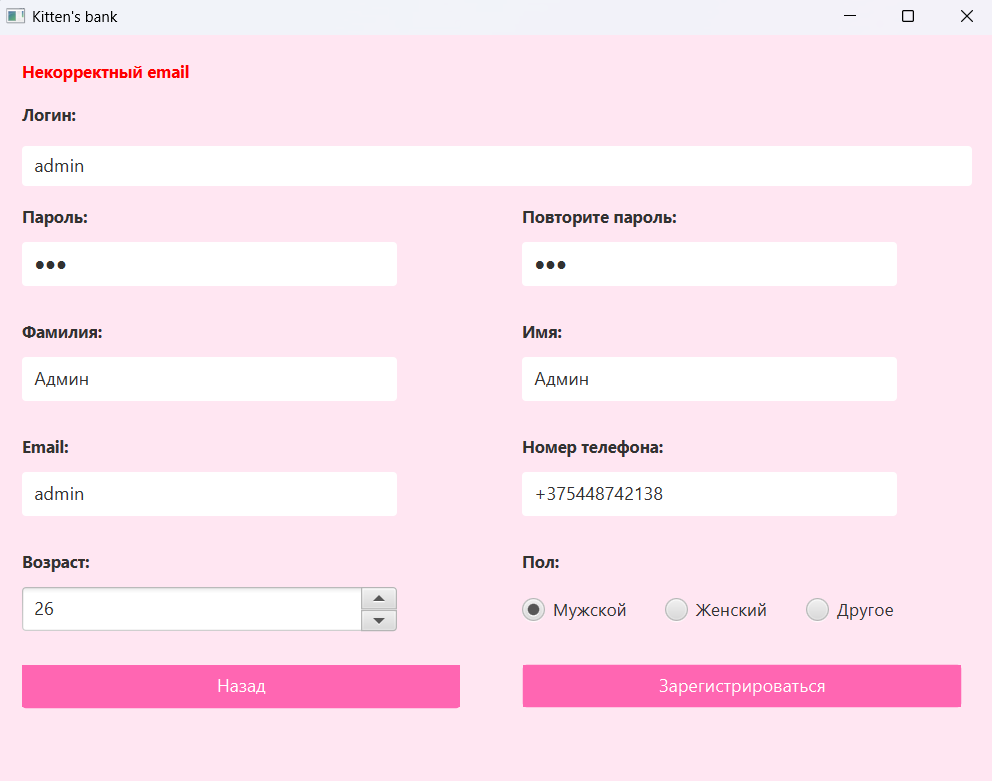 Kitten's bank
Некорректный email
Логин:
admin
Пароль: Повторите пароль:
●●● ●●●
Фамилия: Имя:
Админ Админ
Email: Номер телефона:
admin +375448742138
Возраст: Пол:
26 Мужской Женский Другое
Назад Зарегистрироваться